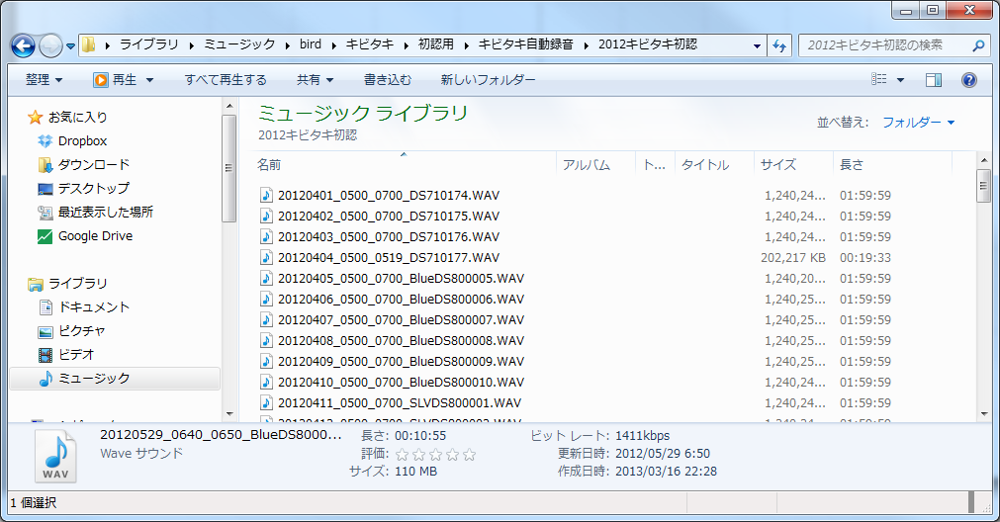 ライブラリ ミュージック bird キビタキ 初認用 キビタキ自動録音 2012キビタキ初認 2012キビタキ初認の検索
整理 再生 すべて再生する 共有 書き込む 新しいフォルダー
お気に入り
Dropbox
ダウンロード
デスクトップ
最近表示した場所
Google Drive
ライブラリ
ドキュメント
ピクチャ
ビデオ
ミュージック
ミュージック ライブラリ
2012キビタキ初認
並べ替え: フォルダー
名前 アルバム ト... タイトル サイズ 長さ
20120401_0500_0700_DS710174.WAV 1,240,24... 01:59:59
20120402_0500_0700_DS710175.WAV 1,240,24... 01:59:59
20120403_0500_0700_DS710176.WAV 1,240,24... 01:59:59
20120404_0500_0519_DS710177.WAV 202,217 KB 00:19:33
20120405_0500_0700_BlueDS800005.WAV 1,240,20... 01:59:59
20120406_0500_0700_BlueDS800006.WAV 1,240,25... 01:59:59
20120407_0500_0700_BlueDS800007.WAV 1,240,25... 01:59:59
20120408_0500_0700_BlueDS800008.WAV 1,240,25... 01:59:59
20120409_0500_0700_BlueDS800009.WAV 1,240,25... 01:59:59
20120410_0500_0700_BlueDS800010.WAV 1,240,24... 01:59:59
20120411_0500_0700_SLVDS800001.WAV 1,240,24... 01:59:59
WAV
20120529_0640_0650_BlueDS8000...
Wave サウンド
長さ: 00:10:55
評価:
サイズ: 110 MB
ビット レート: 1411kbps
更新日時: 2012/05/29 6:50
作成日時: 2013/03/16 22:28
1 個選択